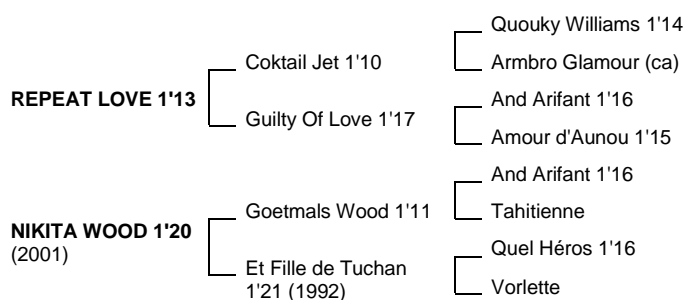 Quouky Williams 1'14
Coktail Jet 1'10
Armbro Glamour (ca)
REPEAT LOVE 1'13
And Arifant 1'16
Guilty Of Love 1'17
Amour d'Aunou 1'15
And Arifant 1'16
Goetmals Wood 1'11
Tahitienne
NIKITA WOOD 1'20
(2001)
Quel Héros 1'16
Et Fille de Tuchan
1'21 (1992)
Vorlette